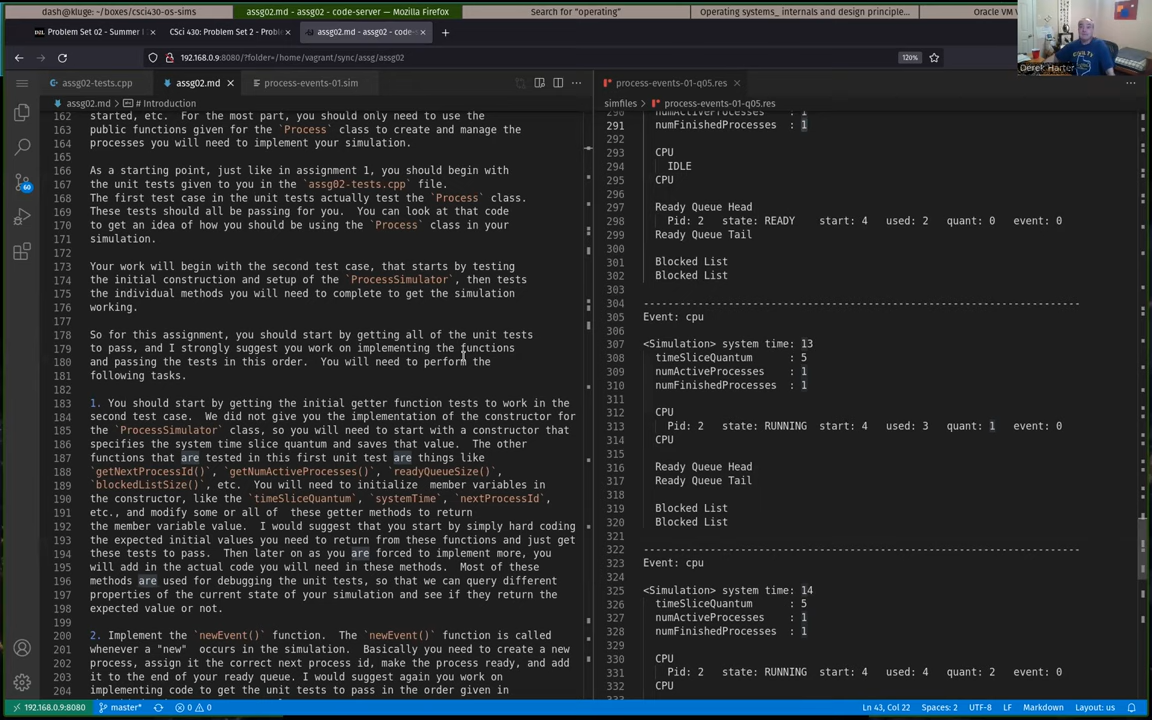 dash@kluge: ~/boxes/csci430-os-sims
assg02.md - assg02 - code-server — Mozilla Firefox
Search for "operating"
Operating systems_ internals and design principle...
Oracle VM V
Problem Set 02 - Summer
CSci 430: Problem Set 2 - Proble
assg02.md - assg02 - code-
192.168.0.9:8080/?folder=/home/vagrant/sync/assg/assg02
120%
Derek Harter
assg02-tests.cpp
assg02.md
process-events-01.sim
process-events-01-q05.res
assg02.md > # Introduction
simfiles > process-events-01-q05.res
162 started, etc. For the most part, you should only need to use the
163 public functions given for the `Process` class to create and manage the
164 processes you will need to implement your simulation.
165
166 As a starting point, just like in assignment 1, you should begin with
167 the unit tests given to you in the `assg02-tests.cpp` file.
168 The first test case in the unit tests actually test the `Process` class.
169 These tests should all be passing for you. You can look at that code
170 to get an idea of how you should be using the `Process` class in your
171 simulation.
172
173 Your work will begin with the second test case, that starts by testing
174 the initial construction and setup of the `ProcessSimulator`, then tests
175 the individual methods you will need to complete to get the simulation
176 working.
177
178 So for this assignment, you should start by getting all of the unit tests
179 to pass, and I strongly suggest you work on implementing the functions
180 and passing the tests in this order. You will need to perform the
181 following tasks.
182
183 1. You should start by getting the initial getter function tests to work in the
184 second test case. We did not give you the implementation of the constructor for
185 the `ProcessSimulator` class, so you will need to start with a constructor that
186 specifies the system time slice quantum and saves that value. The other
187 functions that are tested in this first unit test are things like
188 `getNextProcessId()`, `getNumActiveProcesses()`, `readyQueueSize()`,
189 `blockedListSize()`, etc. You will need to initialize member variables in
190 the constructor, like the `timeSliceQuantum`, `systemTime`, `nextProcessId`,
191 etc., and modify some or all of these getter methods to return
192 the member variable value. I would suggest that you start by simply hard coding
193 the expected initial values you need to return from these functions and just get
194 these tests to pass. Then later on as you are forced to implement more, you
195 will add in the actual code you will need in these methods. Most of these
196 methods are used for debugging the unit tests, so that we can query different
197 properties of the current state of your simulation and see if they return the
198 expected value or not.
199
200 2. Implement the `newEvent()` function. The `newEvent()` function is called
201 whenever a "new" occurs in the simulation. Basically you need to create a new
202 process, assign it the correct next process id, make the process ready, and add
203 it to the end of your ready queue. I would suggest again you work on
204 implementing code to get the unit tests to pass in the order given in
290 numActiveProcesses : 1
291 numFinishedProcesses : 1
292
293 CPU
294 IDLE
295 CPU
296
297 Ready Queue Head
298 Pid: 2 state: READY start: 4 used: 2 quant: 0 event: 0
299 Ready Queue Tail
300
301 Blocked List
302 Blocked List
303
304 ----------------------------------------------------------------------
305 Event: cpu
306
307 <Simulation> system time: 13
308 timeSliceQuantum : 5
309 numActiveProcesses : 1
310 numFinishedProcesses : 1
311
312 CPU
313 Pid: 2 state: RUNNING start: 4 used: 3 quant: 1 event: 0
314 CPU
315
316 Ready Queue Head
317 Ready Queue Tail
318
319 Blocked List
320 Blocked List
321
322 ----------------------------------------------------------------------
323 Event: cpu
324
325 <Simulation> system time: 14
326 timeSliceQuantum : 5
327 numActiveProcesses : 1
328 numFinishedProcesses : 1
329
330 CPU
331 Pid: 2 state: RUNNING start: 4 used: 4 quant: 2 event: 0
332 CPU
60
192.168.0.9:8080
master*
0
0
Ln 43, Col 22
Spaces: 2
UTF-8
LF
Markdown
Layout: us